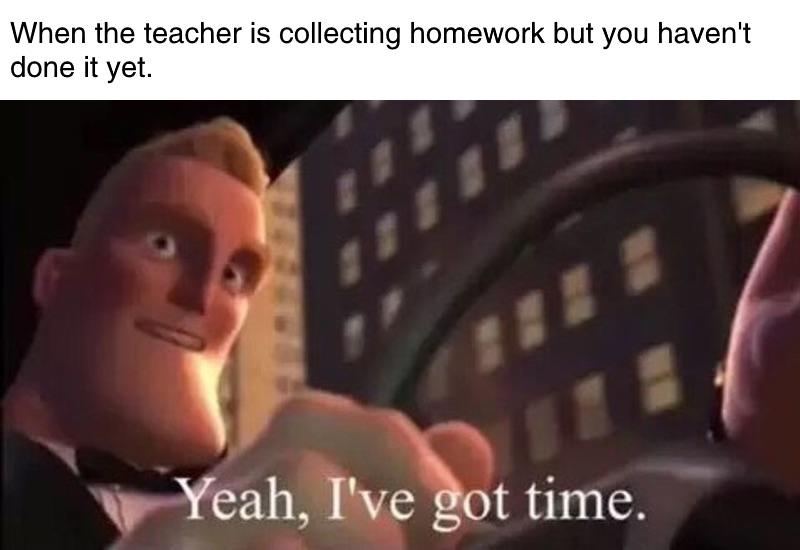 When the teacher is collecting homework but you haven't
done it yet.
Yeah, I've got time.